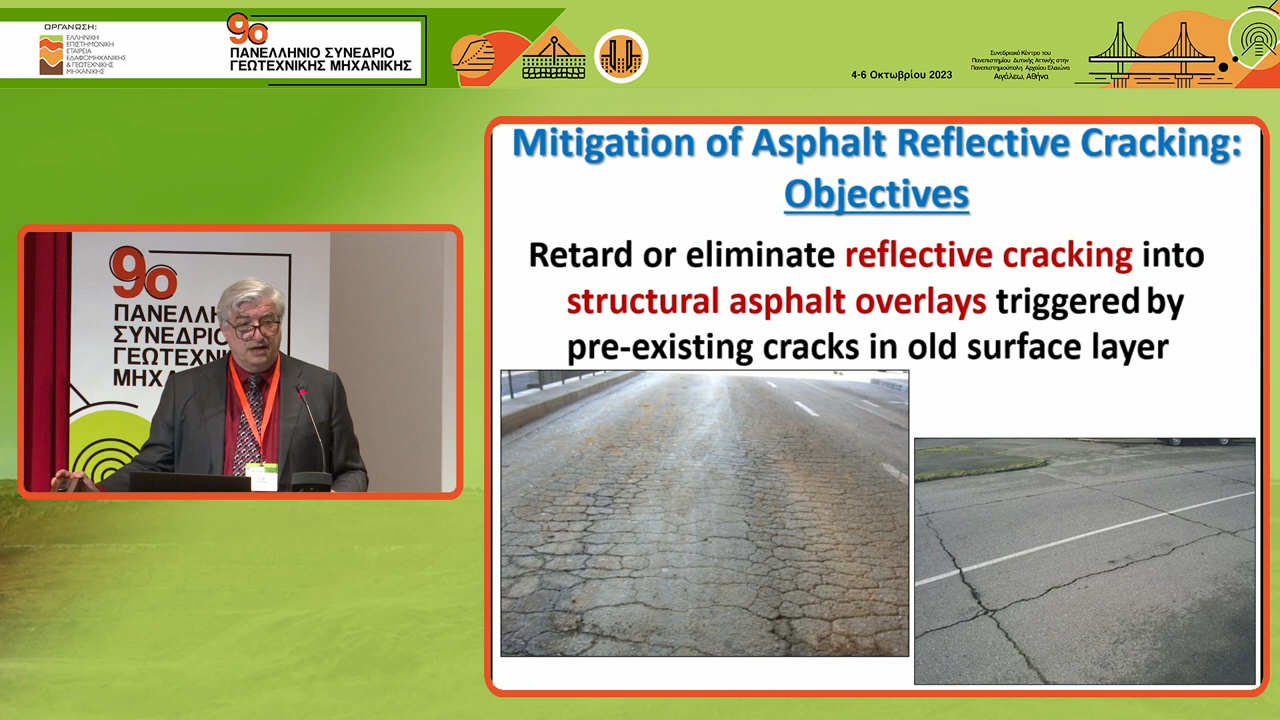 ΟΡΓΑΝΩΣΗ:
ΕΛΛΗΝΙΚΗ
ΕΠΙΣΤΗΜΟΝΙΚΗ
ΕΤΑΙΡΕΙΑ
ΕΔΑΦΟΜΗΧΑΝΙΚΗΣ
& ΓΕΩΤΕΧΝΙΚΗΣ
ΜΗΧΑΝΙΚΗΣ
9ο
ΠΑΝΕΛΛΗΝΙΟ ΣΥΝΕΔΡΙΟ
ΓΕΩΤΕΧΝΙΚΗΣ ΜΗΧΑΝΙΚΗΣ
4-6 Οκτωβρίου 2023
Συνεδριακό Κέντρο του
Πανεπιστημίου Δυτικής Αττικής στην
Πανεπιστημιούπολη Αρχαίου Ελαιώνα
Αιγάλεω, Αθήνα
9ο
ΠΑΝΕΛΛΗ
ΣΥΝΕΔΡΙΟ
ΓΕΩΤΕΧΝΙ
ΜΗΧΑ
Mitigation of Asphalt Reflective Cracking:
Objectives
Retard or eliminate reflective cracking into
structural asphalt overlays triggered by
pre-existing cracks in old surface layer